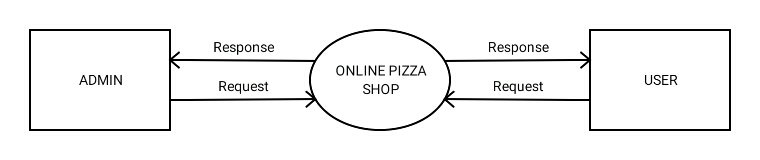 Response
Response
ADMIN
ONLINE PIZZA
SHOP
USER
Request
Request